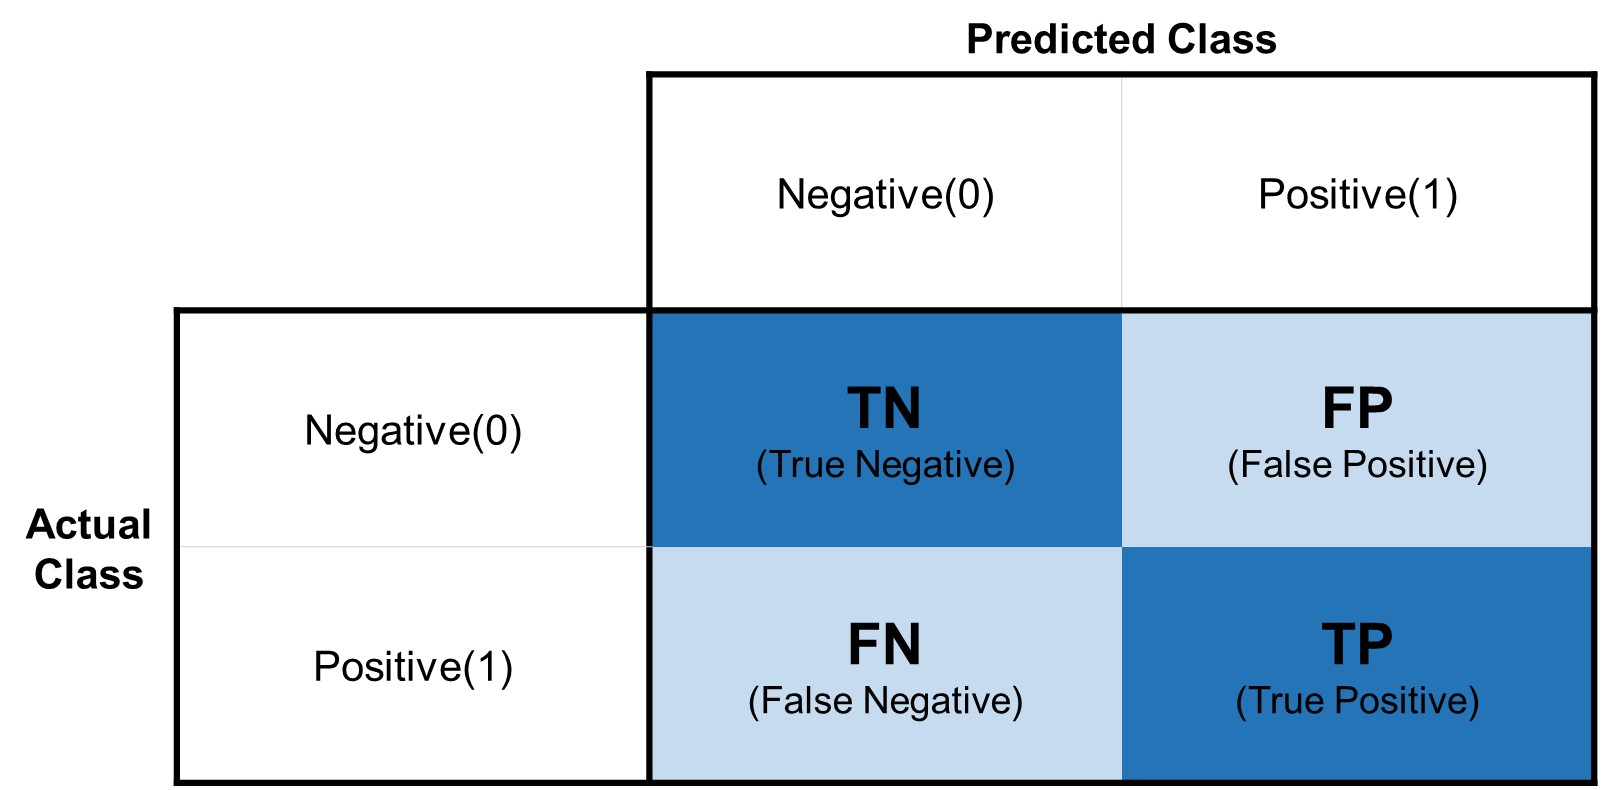 Predicted Class
Negative(0)
Positive(1)
Negative(0)
TN
(True Negative)
FP
(False Positive)
Actual
Class
Positive(1)
FN
(False Negative)
TP
(True Positive)